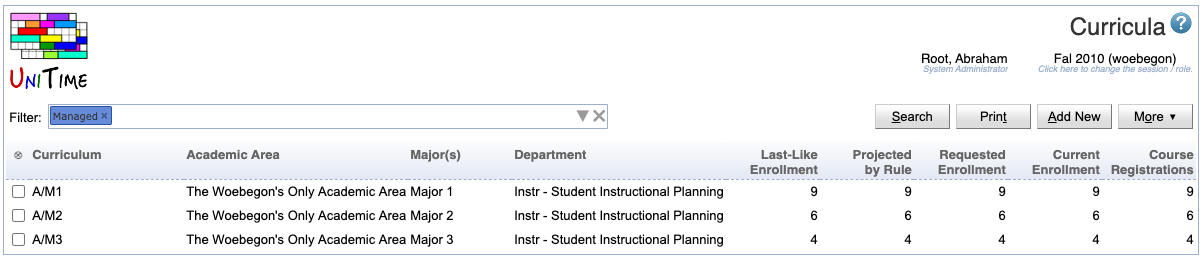 Curricula ?
UNITIME
Root, Abraham Fal 2010 (woebegon)
System Administrator Click here to change the session / role.
Filter: Managed × Search Print Add New More ▼
Curriculum Academic Area Major(s) Department Last-Like Enrollment Projected by Rule Requested Enrollment Current Enrollment Course Registrations
A/M1 The Woebegon's Only Academic Area Major 1 Instr - Student Instructional Planning 9 9 9 9 9
A/M2 The Woebegon's Only Academic Area Major 2 Instr - Student Instructional Planning 6 6 6 6 6
A/M3 The Woebegon's Only Academic Area Major 3 Instr - Student Instructional Planning 4 4 4 4 4